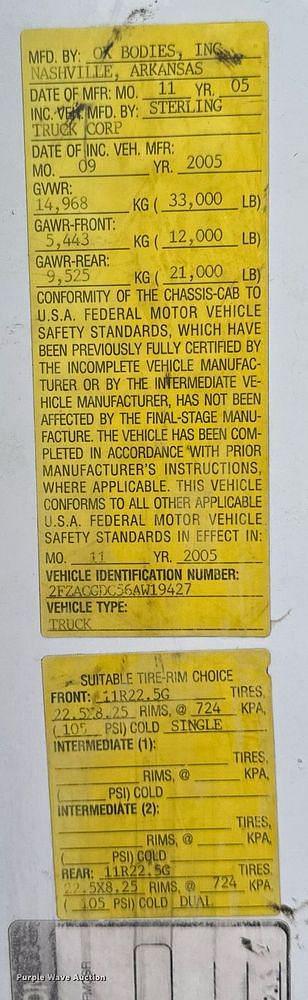 MFD. BY: OK BODIES, INC.
NASHVILLE, ARKANSAS
DATE OF MFR: MO. 11 YR. 05
INC. VEH. MFD. BY: STERLING
TRUCK CORP
DATE OF INC. VEH. MFR:
MO. 09 YR. 2005
GVWR:
14,968 KG ( 33,000 LB)
GAWR-FRONT:
5,443 KG ( 12,000 LB)
GAWR-REAR:
9,525 KG ( 21,000 LB)
CONFORMITY OF THE CHASSIS-CAB TO
U.S.A. FEDERAL MOTOR VEHICLE
SAFETY STANDARDS, WHICH HAVE
BEEN PREVIOUSLY FULLY CERTIFIED BY
THE INCOMPLETE VEHICLE MANUFAC-
TURER OR BY THE INTERMEDIATE VE-
HICLE MANUFACTURER, HAS NOT BEEN
AFFECTED BY THE FINAL-STAGE MANU-
FACTURE. THE VEHICLE HAS BEEN COM-
PLETED IN ACCORDANCE WITH PRIOR
MANUFACTURER'S INSTRUCTIONS,
WHERE APPLICABLE. THIS VEHICLE
CONFORMS TO ALL OTHER APPLICABLE
U.S.A. FEDERAL MOTOR VEHICLE
SAFETY STANDARDS IN EFFECT IN:
MO. 11 YR. 2005
VEHICLE IDENTIFICATION NUMBER:
2FZACGDC56AW19427
VEHICLE TYPE:
TRUCK
SUITABLE TIRE-RIM CHOICE
FRONT: 11R22.5G TIRES,
22.5X8.25 RIMS, @ 724 KPA,
( 105 PSI) COLD SINGLE
INTERMEDIATE (1):
TIRES,
RIMS, @ KPA,
( PSI) COLD
INTERMEDIATE (2):
TIRES,
RIMS, @ KPA,
( PSI) COLD
REAR: 11R22.5G TIRES,
22.5X8.25 RIMS, @ 724 KPA,
( 105 PSI) COLD DUAL
Purple Wave Auction